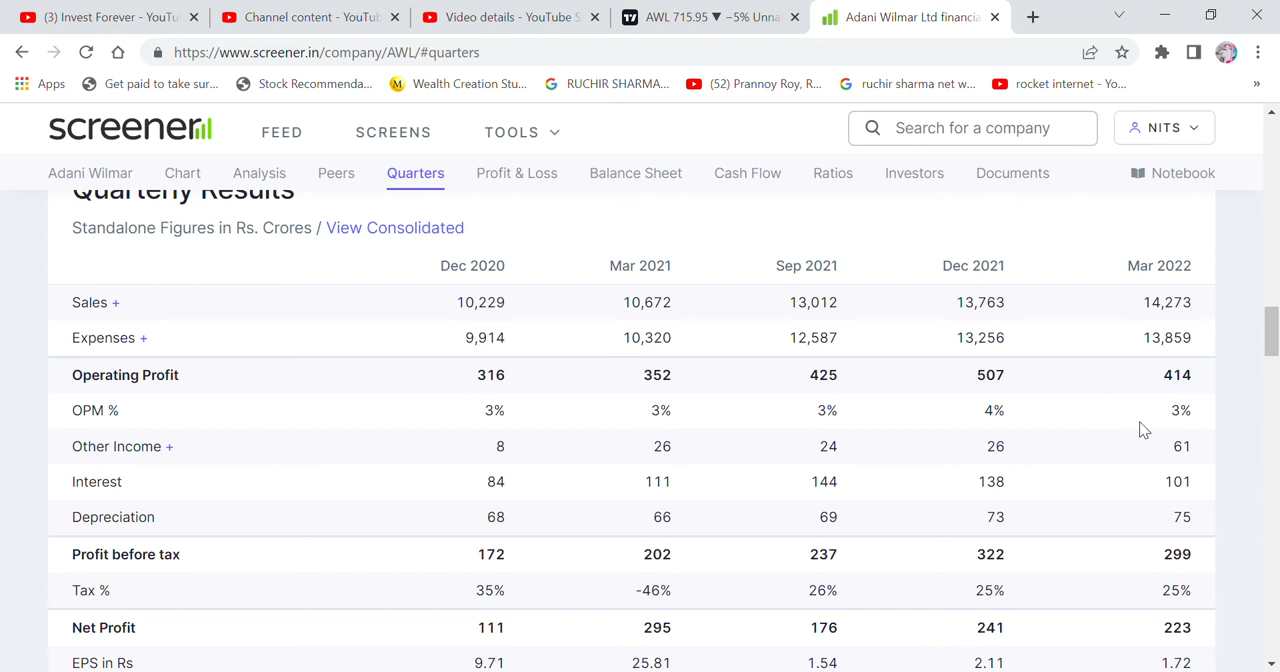 (3) Invest Forever - YouTu
Channel content - YouTub
Video details - YouTube S
AWL 715.95 ▼ −5% Unna
Adani Wilmar Ltd financia
https://www.screener.in/company/AWL/#quarters
Apps Get paid to take sur... Stock Recommenda... Wealth Creation Stu... RUCHIR SHARMA... (52) Prannoy Roy, R... ruchir sharma net w... rocket internet - Yo... »
screener FEED SCREENS TOOLS Search for a company NITS
Adani Wilmar Chart Analysis Peers Quarters Profit & Loss Balance Sheet Cash Flow Ratios Investors Documents Notebook
Quarterly Results
Standalone Figures in Rs. Crores / View Consolidated
Dec 2020 Mar 2021 Sep 2021 Dec 2021 Mar 2022
Sales + 10,229 10,672 13,012 13,763 14,273
Expenses + 9,914 10,320 12,587 13,256 13,859
Operating Profit 316 352 425 507 414
OPM % 3% 3% 3% 4% 3%
Other Income + 8 26 24 26 61
Interest 84 111 144 138 101
Depreciation 68 66 69 73 75
Profit before tax 172 202 237 322 299
Tax % 35% -46% 26% 25% 25%
Net Profit 111 295 176 241 223
EPS in Rs 9.71 25.81 1.54 2.11 1.72